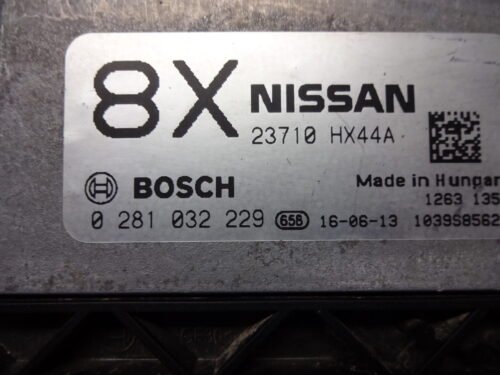 8X NISSAN
23710 HX44A
BOSCH
Made in Hungar
0 281 032 229 658 16-06-13
1263 135
1039S8562